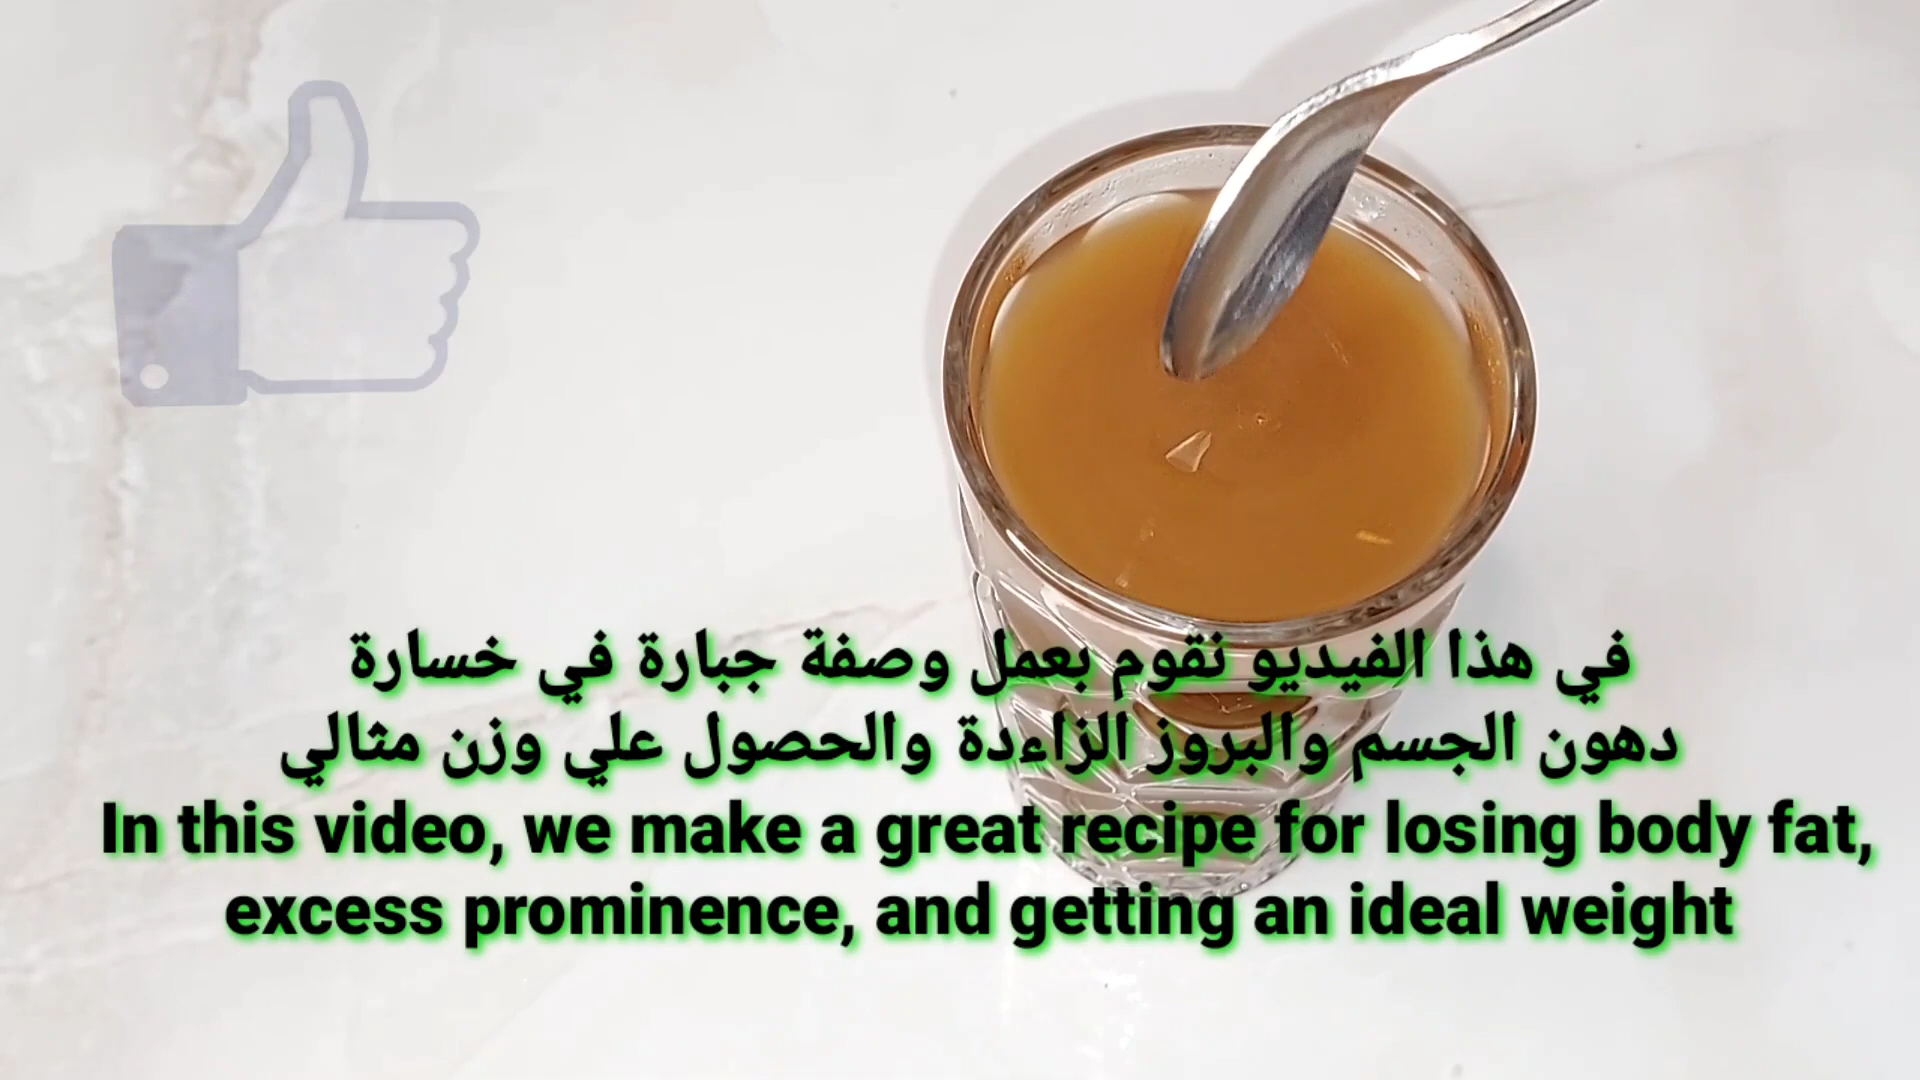 في هذا الفيديو نقوم بعمل وصفة جبارة في خسارة
دهون الجسم والبروز الزاءدة والحصول علي وزن مثالي
In this video, we make a great recipe for losing body fat,
excess prominence, and getting an ideal weight